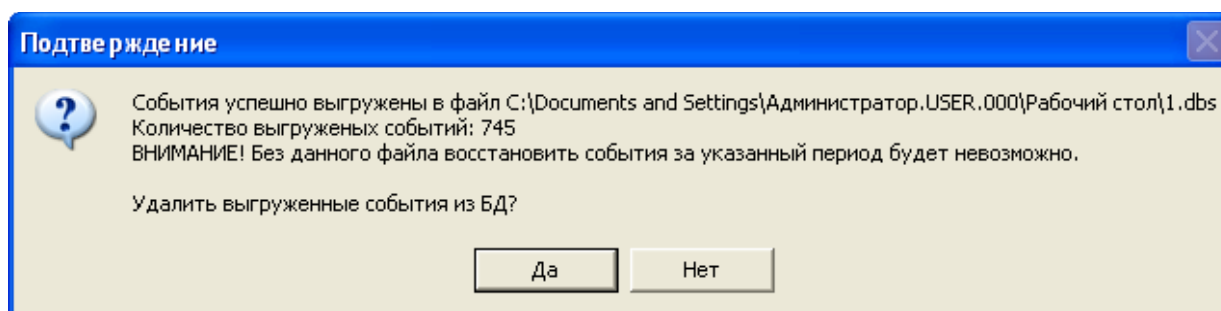 Подтверждение
События успешно выгружены в файл C:\Documents and Settings\Администратор.USER.000\Рабочий стол\1.dbs
Количество выгруженых событий: 745
ВНИМАНИЕ! Без данного файла восстановить события за указанный период будет невозможно.
Удалить выгруженные события из БД?
Да
Нет